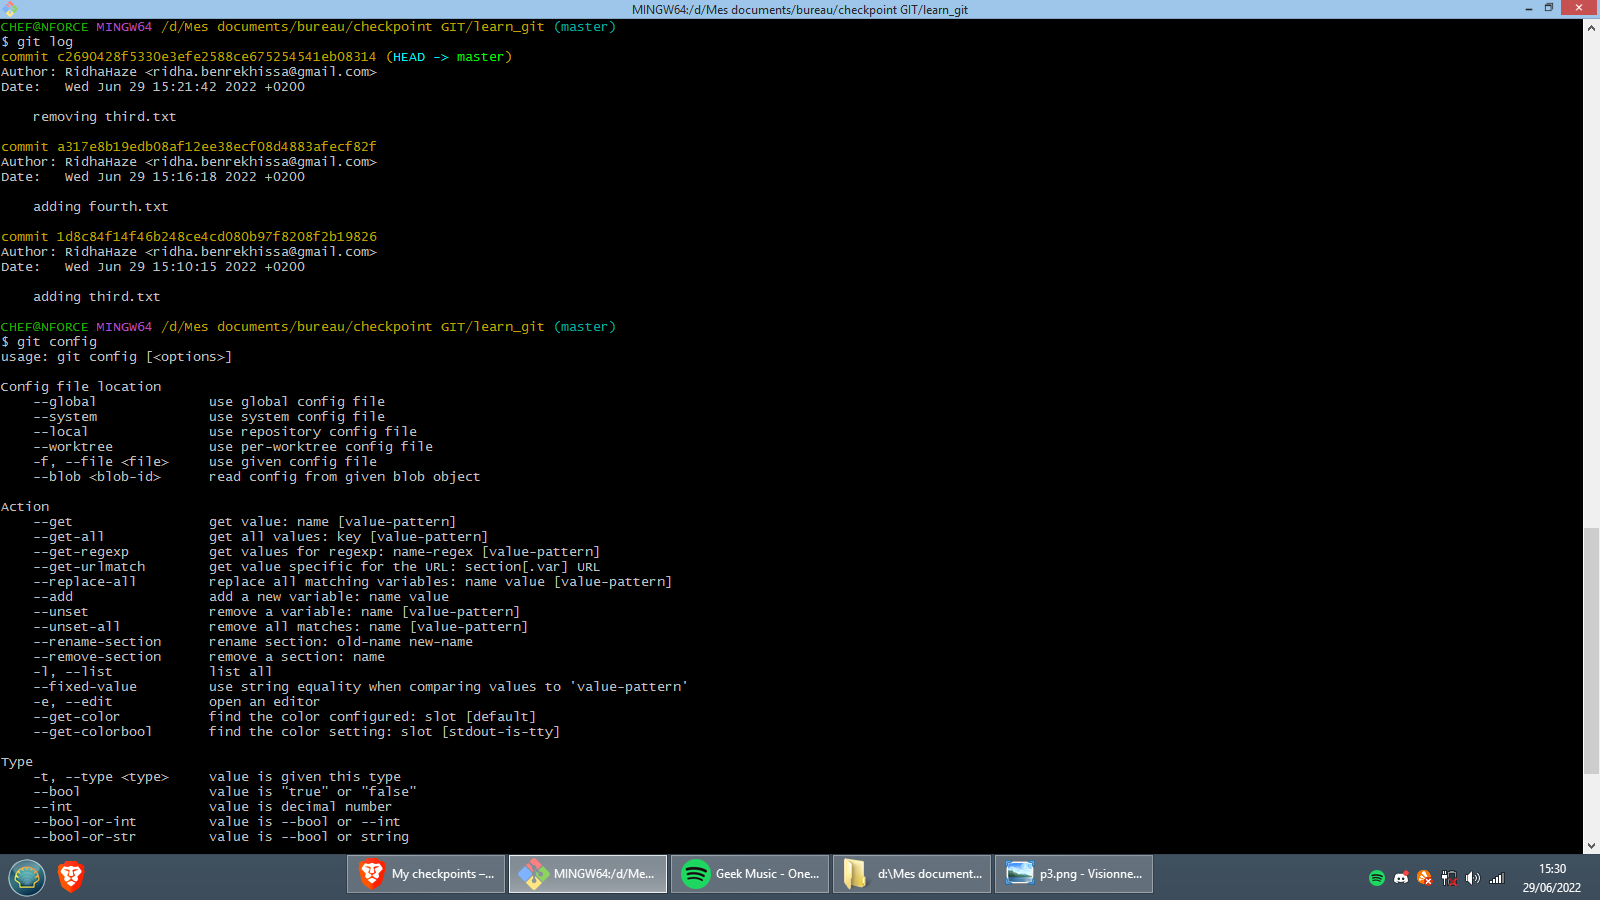 MINGW64:/d/Mes documents/bureau/checkpoint GIT/learn_git
CHEF@NFORCE MINGW64 /d/Mes documents/bureau/checkpoint GIT/learn_git (master)
$ git log
commit c2690428f5330e3efe2588ce675254541eb08314 (HEAD -> master)
Author: RidhaHaze <ridha.benrekhissa@gmail.com>
Date:   Wed Jun 29 15:21:42 2022 +0200
    removing third.txt
commit a317e8b19edb08af12ee38ecf08d4883afecf82f
Author: RidhaHaze <ridha.benrekhissa@gmail.com>
Date:   Wed Jun 29 15:16:18 2022 +0200
    adding fourth.txt
commit 1d8c84f14f46b248ce4cd080b97f8208f2b19826
Author: RidhaHaze <ridha.benrekhissa@gmail.com>
Date:   Wed Jun 29 15:10:15 2022 +0200
    adding third.txt
CHEF@NFORCE MINGW64 /d/Mes documents/bureau/checkpoint GIT/learn_git (master)
$ git config
usage: git config [<options>]
Config file location
    --global              use global config file
    --system              use system config file
    --local               use repository config file
    --worktree            use per-worktree config file
    -f, --file <file>     use given config file
    --blob <blob-id>      read config from given blob object
Action
    --get                 get value: name [value-pattern]
    --get-all             get all values: key [value-pattern]
    --get-regexp          get values for regexp: name-regex [value-pattern]
    --get-urlmatch        get value specific for the URL: section[.var] URL
    --replace-all         replace all matching variables: name value [value-pattern]
    --add                 add a new variable: name value
    --unset               remove a variable: name [value-pattern]
    --unset-all           remove all matches: name [value-pattern]
    --rename-section      rename section: old-name new-name
    --remove-section      remove a section: name
    -l, --list            list all
    --fixed-value         use string equality when comparing values to 'value-pattern'
    -e, --edit            open an editor
    --get-color           find the color configured: slot [default]
    --get-colorbool       find the color setting: slot [stdout-is-tty]
Type
    -t, --type <type>     value is given this type
    --bool                value is "true" or "false"
    --int                 value is decimal number
    --bool-or-int         value is --bool or --int
    --bool-or-str         value is --bool or string
My checkpoints –...
MINGW64:/d/Me...
Geek Music - One...
d:\Mes document...
p3.png - Visionne...
15:30
29/06/2022